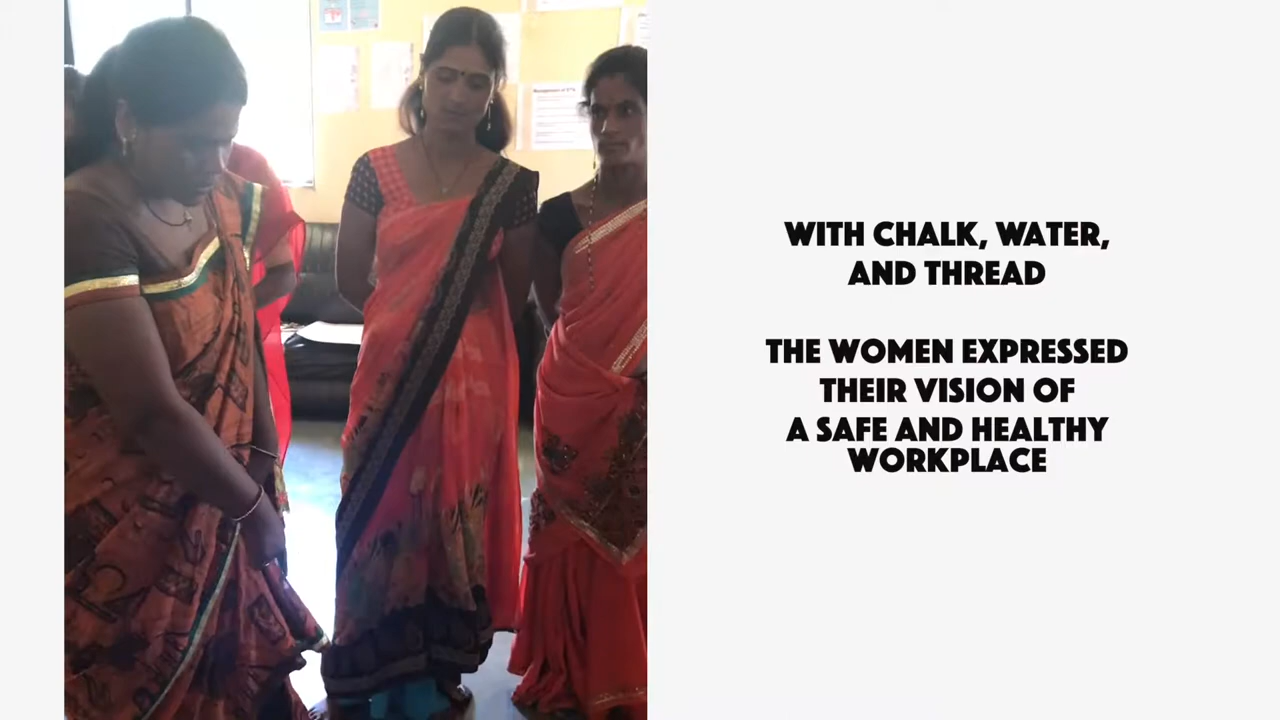 WITH CHALK, WATER,
AND THREAD
THE WOMEN EXPRESSED
THEIR VISION OF
A SAFE AND HEALTHY
WORKPLACE